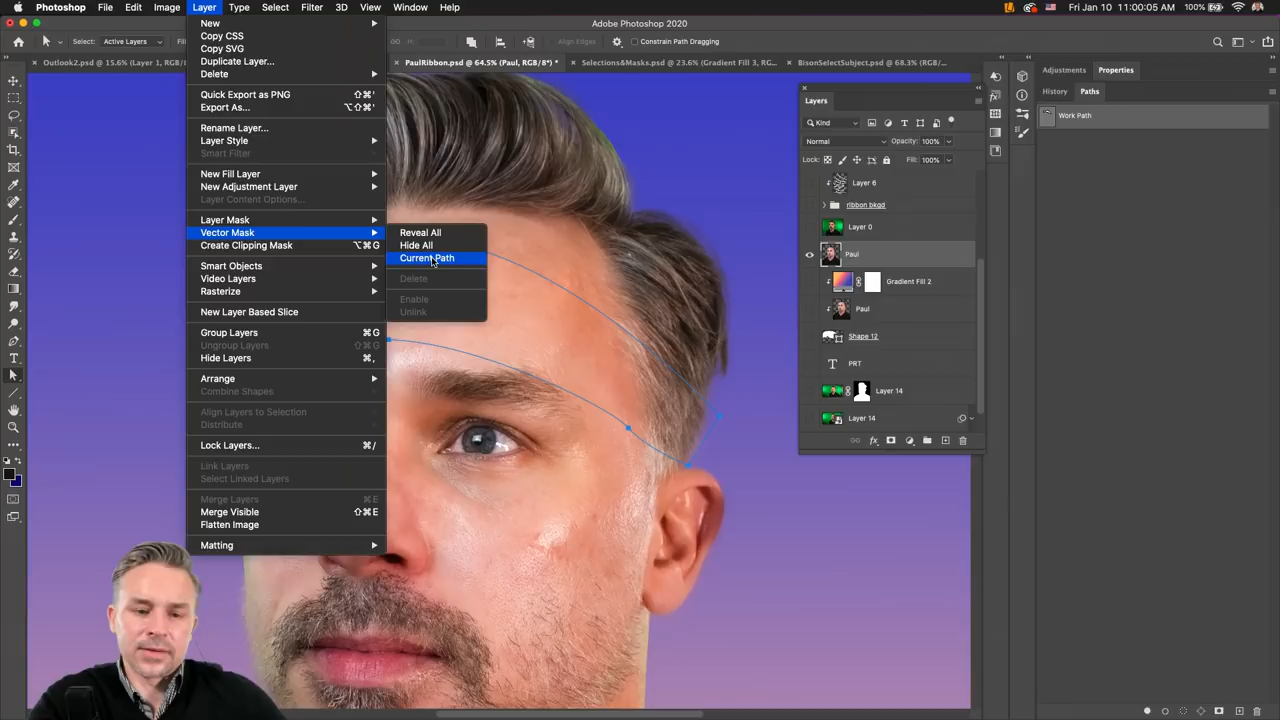 Photoshop File Edit Image Layer Type Select Filter 3D View Window Help 100% Fri Jan 10 11:00:05 AM
Adobe Photoshop 2020
Select: Active Layers
Align Edges Constrain Path Dragging
Outlook2.psd @ 15.6% (Layer 1, RGB/
PaulRibbon.psd @ 64.5% (Paul, RGB/8*) *
Selections&Masks.psd @ 23.6% (Gradient Fill 3, RGB/
BisonSelectSubject.psd @ 68.3% (RGB/
New
Copy CSS
Copy SVG
Duplicate Layer...
Delete
Quick Export as PNG ⇧⌘'
Export As... ⌥⇧⌘'
Rename Layer...
Layer Style
Smart Filter
New Fill Layer
New Adjustment Layer
Layer Content Options...
Layer Mask
Vector Mask
Create Clipping Mask ⌥⌘G
Smart Objects
Video Layers
Rasterize
New Layer Based Slice
Group Layers ⌘G
Ungroup Layers ⇧⌘G
Hide Layers ⌘,
Arrange
Combine Shapes
Align Layers to Selection
Distribute
Lock Layers... ⌘/
Link Layers
Select Linked Layers
Merge Layers ⌘E
Merge Visible ⇧⌘E
Flatten Image
Matting
Reveal All
Hide All
Current Path
Delete
Enable
Unlink
Layers
Kind
Normal Opacity: 100%
Lock: Fill: 100%
Layer 6
ribbon bkgd
Layer 0
Paul
Gradient Fill 2
Paul
Shape 12
T PRT
Layer 14
Layer 14
fx
Adjustments Properties
History Paths
Work Path